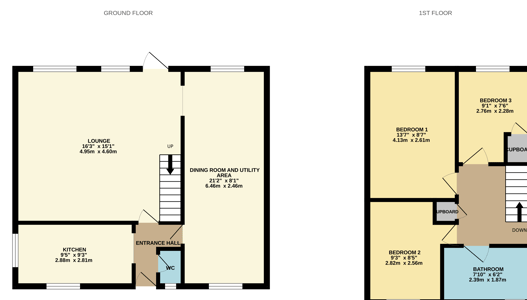 GROUND FLOOR
1ST FLOOR
LOUNGE
16'3" x 15'1"
4.95m x 4.60m
UP
DINING ROOM AND UTILITY
AREA
21'2" x 8'1"
6.46m x 2.46m
KITCHEN
9'5" x 9'3"
2.88m x 2.81m
ENTRANCE HALL
WC
BEDROOM 1
13'7" x 8'7"
4.13m x 2.61m
BEDROOM 3
9'1" x 7'6"
2.76m x 2.28m
CUPBOA
CUPBOARD
DOWN
BEDROOM 2
9'3" x 8'5"
2.82m x 2.56m
BATHROOM
7'10" x 6'2"
2.39m x 1.87m